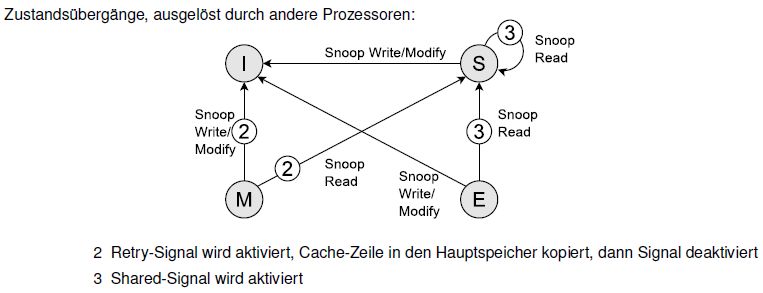 Zustandsübergänge, ausgelöst durch andere Prozessoren:
3
Snoop
Read
Snoop Write/Modify
I
S
Snoop
Write/
Modify
2
3
Snoop
Read
2
Snoop
Read
Snoop
Write/
Modify
M
E
2 Retry-Signal wird aktiviert, Cache-Zeile in den Hauptspeicher kopiert, dann Signal deaktiviert
3 Shared-Signal wird aktiviert